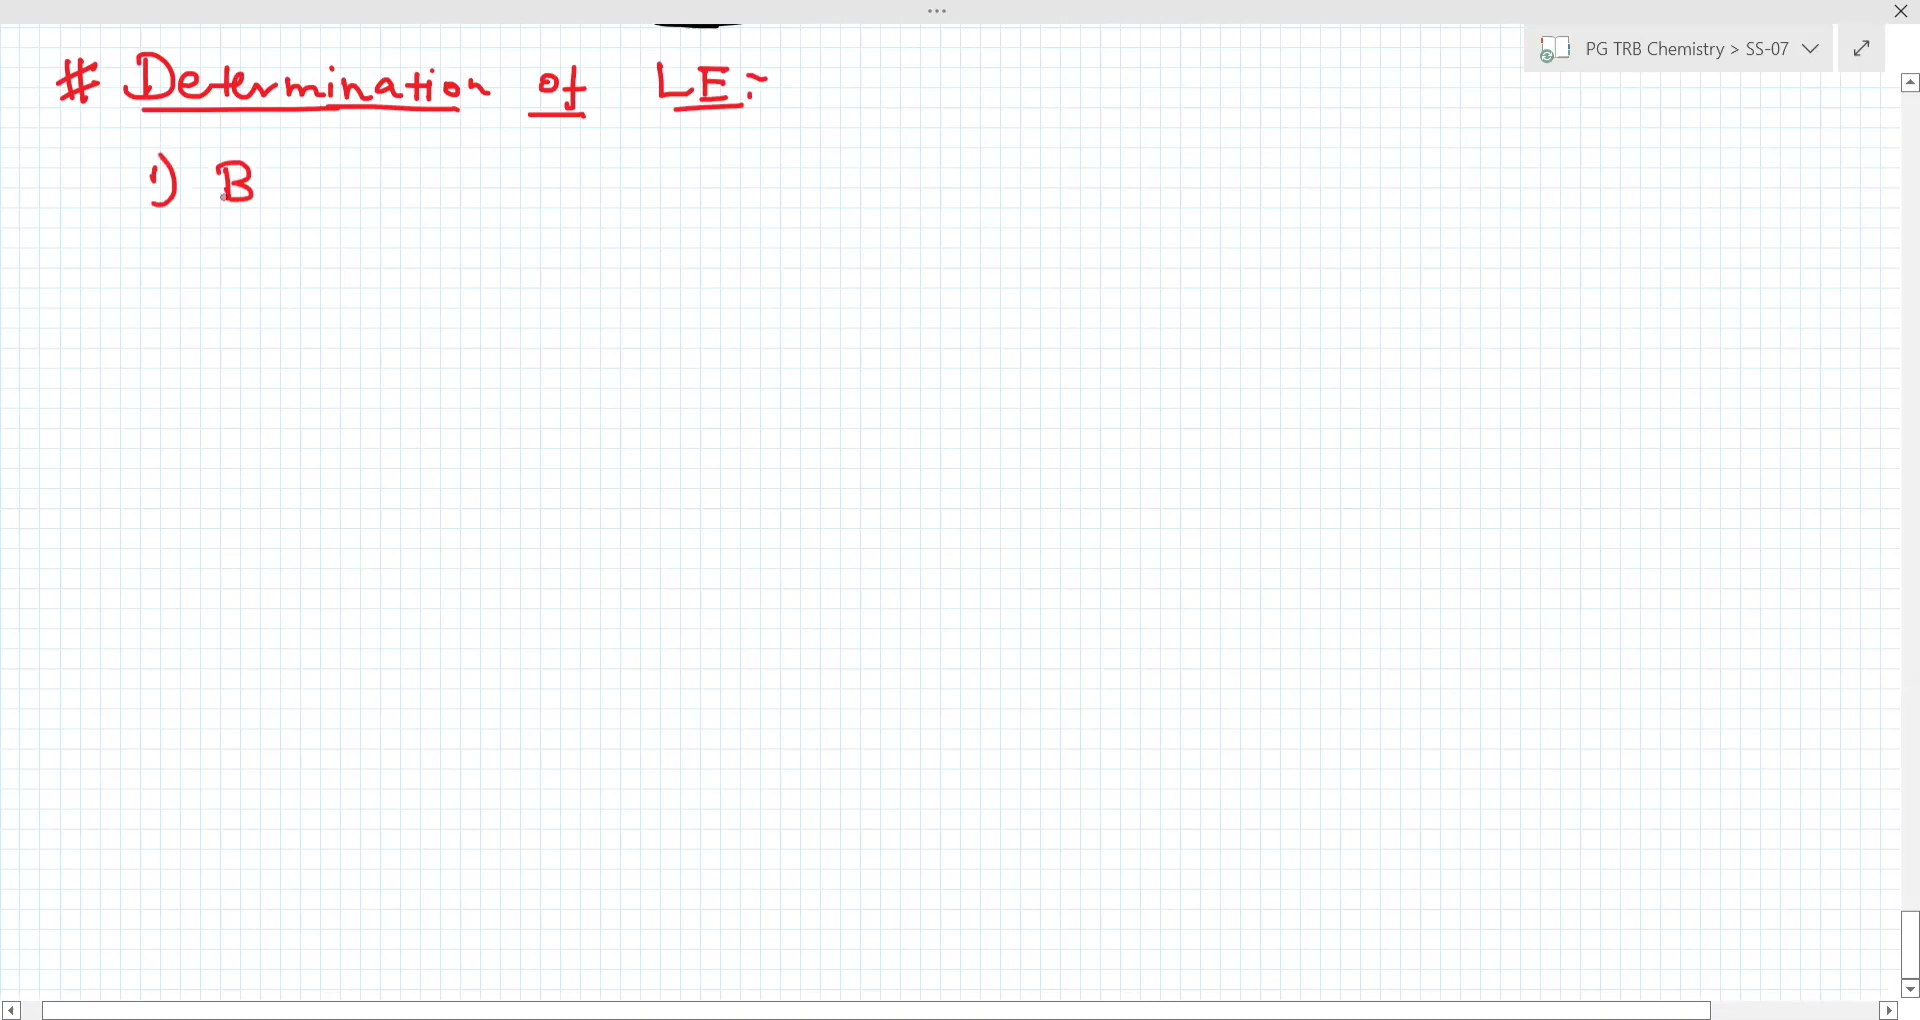 PG TRB Chemistry > SS-07
# Determination of LE:-
1) B